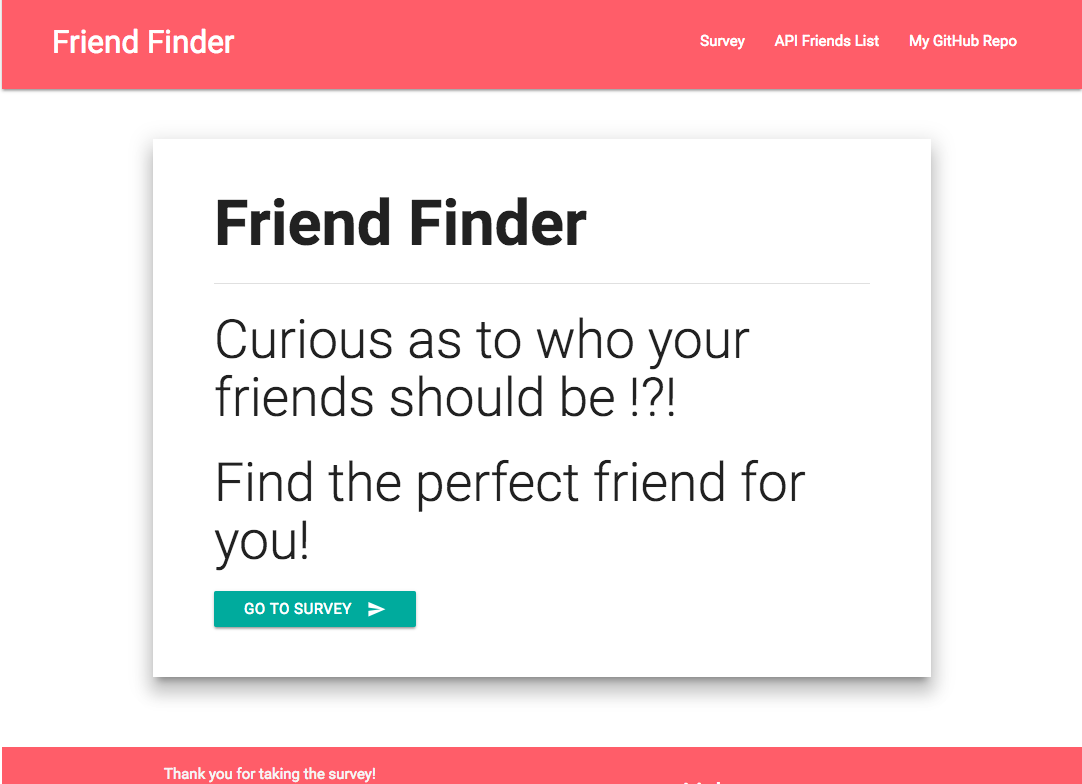 Friend Finder
Survey
API Friends List
My GitHub Repo
Friend Finder
Curious as to who your
friends should be !?!
Find the perfect friend for
you!
GO TO SURVEY
Thank you for taking the survey!